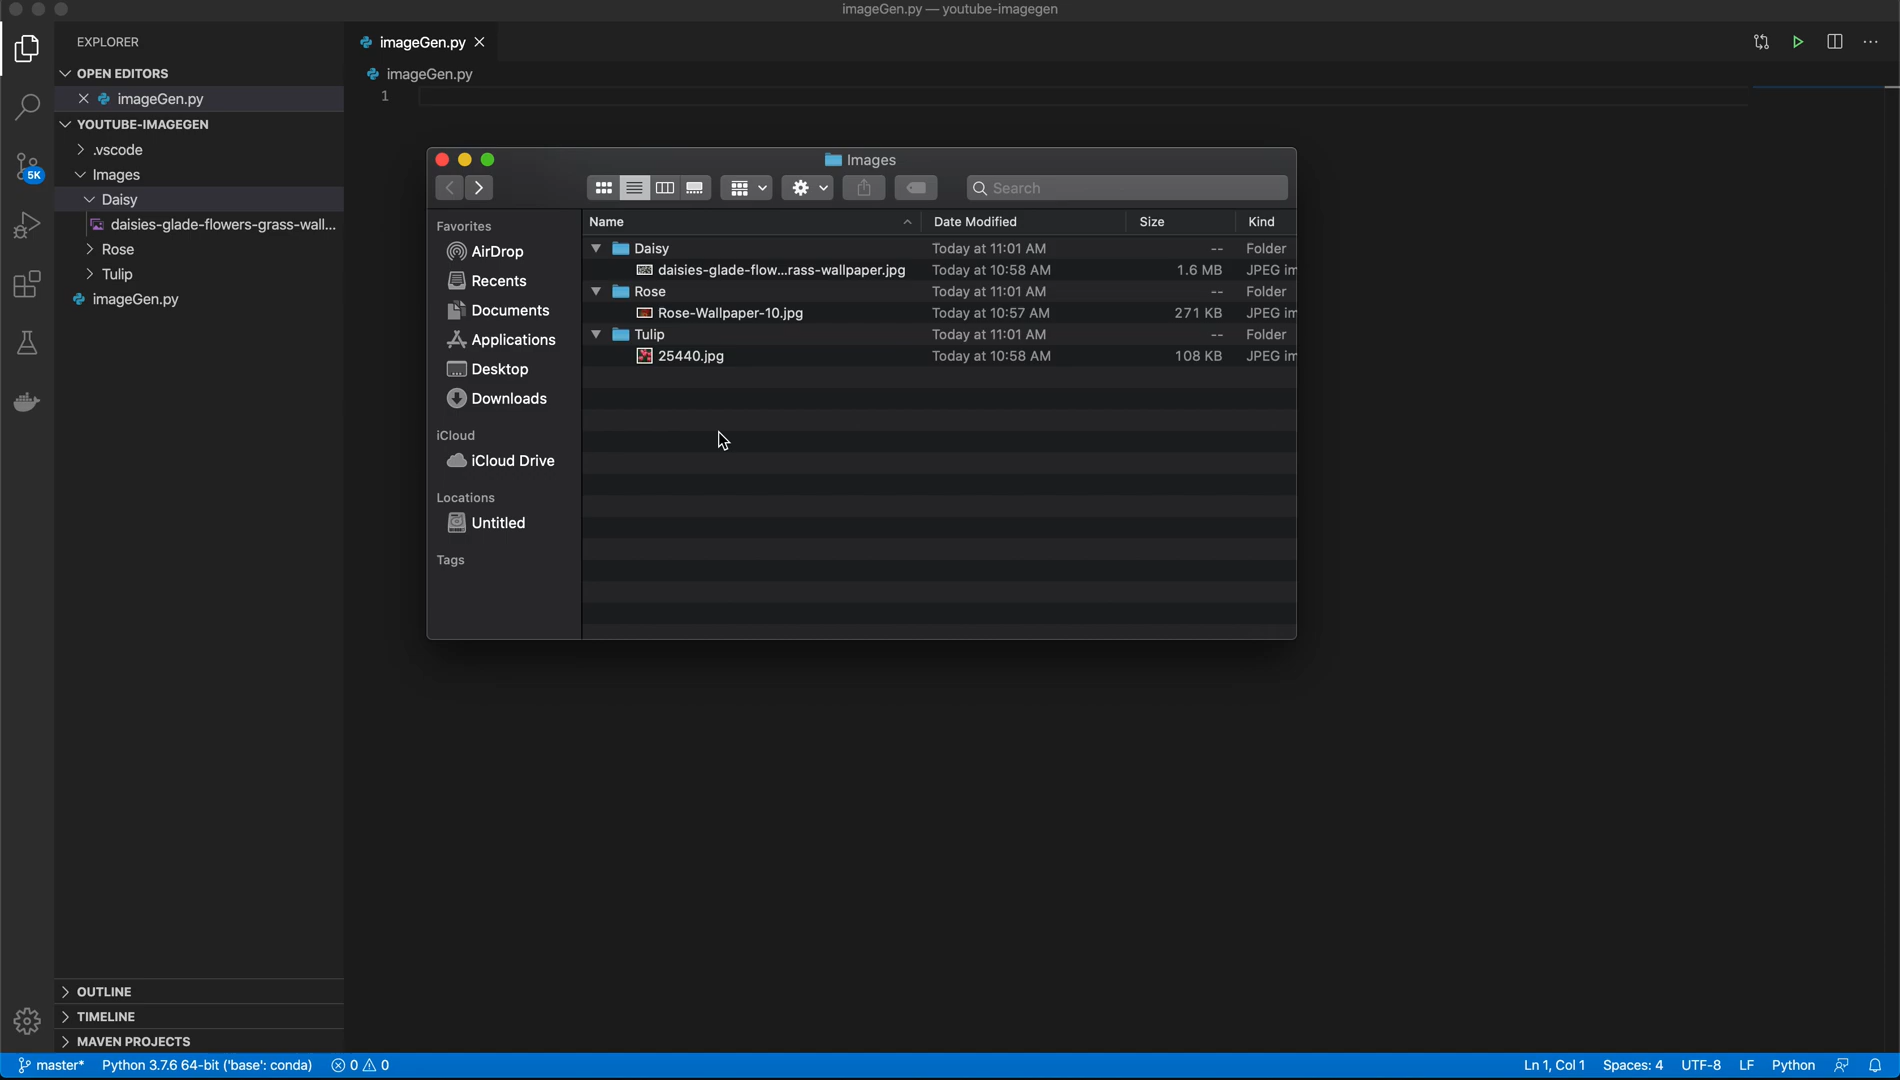 imageGen.py — youtube-imagegen
EXPLORER
OPEN EDITORS
imageGen.py
YOUTUBE-IMAGEGEN
.vscode
Images
Daisy
daisies-glade-flowers-grass-wall...
Rose
Tulip
imageGen.py
OUTLINE
TIMELINE
MAVEN PROJECTS
5K
imageGen.py
imageGen.py
1
Images
Search
Favorites
AirDrop
Recents
Documents
Applications
Desktop
Downloads
iCloud
iCloud Drive
Locations
Untitled
Tags
Name Date Modified Size Kind
Daisy Today at 11:01 AM -- Folder
daisies-glade-flow...rass-wallpaper.jpg Today at 10:58 AM 1.6 MB JPEG im
Rose Today at 11:01 AM -- Folder
Rose-Wallpaper-10.jpg Today at 10:57 AM 271 KB JPEG im
Tulip Today at 11:01 AM -- Folder
25440.jpg Today at 10:58 AM 108 KB JPEG im
master* Python 3.7.6 64-bit ('base': conda) 0 0 Ln 1, Col 1 Spaces: 4 UTF-8 LF Python